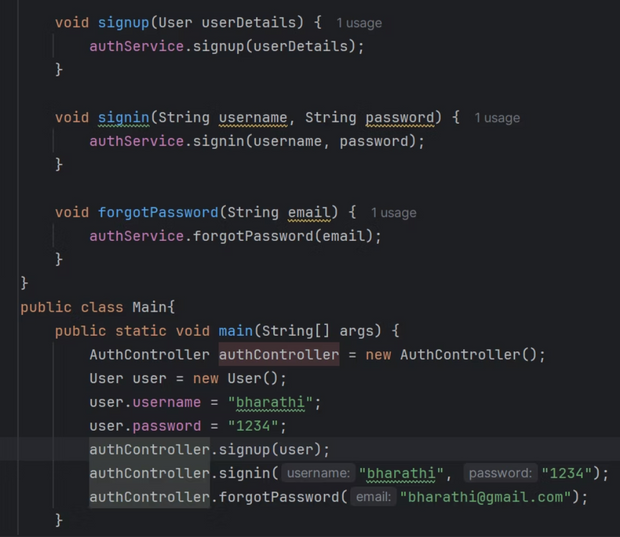 void signup(User userDetails) { 1 usage
authService.signup(userDetails);
}
void signin(String username, String password) { 1 usage
authService.signin(username, password);
}
void forgotPassword(String email) { 1 usage
authService.forgotPassword(email);
}
}
public class Main{
public static void main(String[] args) {
AuthController authController = new AuthController();
User user = new User();
user.username = "bharathi";
user.password = "1234";
authController.signup(user);
authController.signin( username: "bharathi", password: "1234");
authController.forgotPassword( email: "bharathi@gmail.com");
}